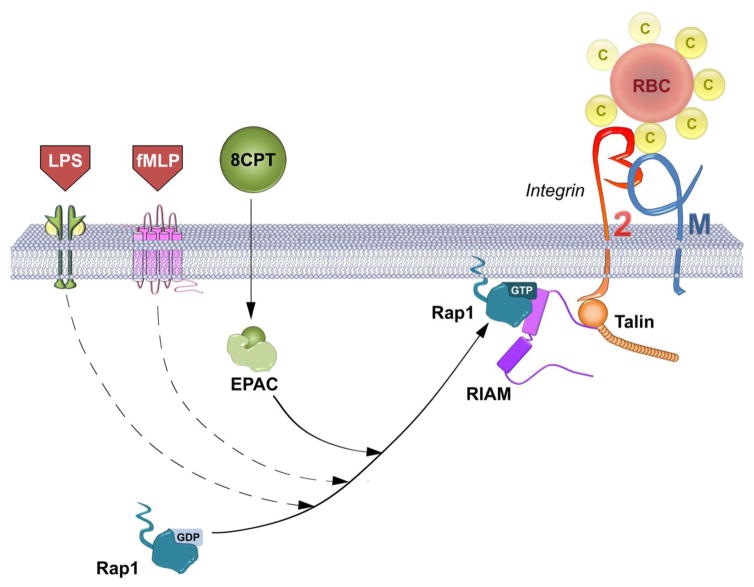 C
C
C
C
RBC
C
C
C
C
LPS
fMLP
8CPT
Integrin
2
M
GTP
Rap1
Talin
EPAC
RIAM
GDP
Rap1